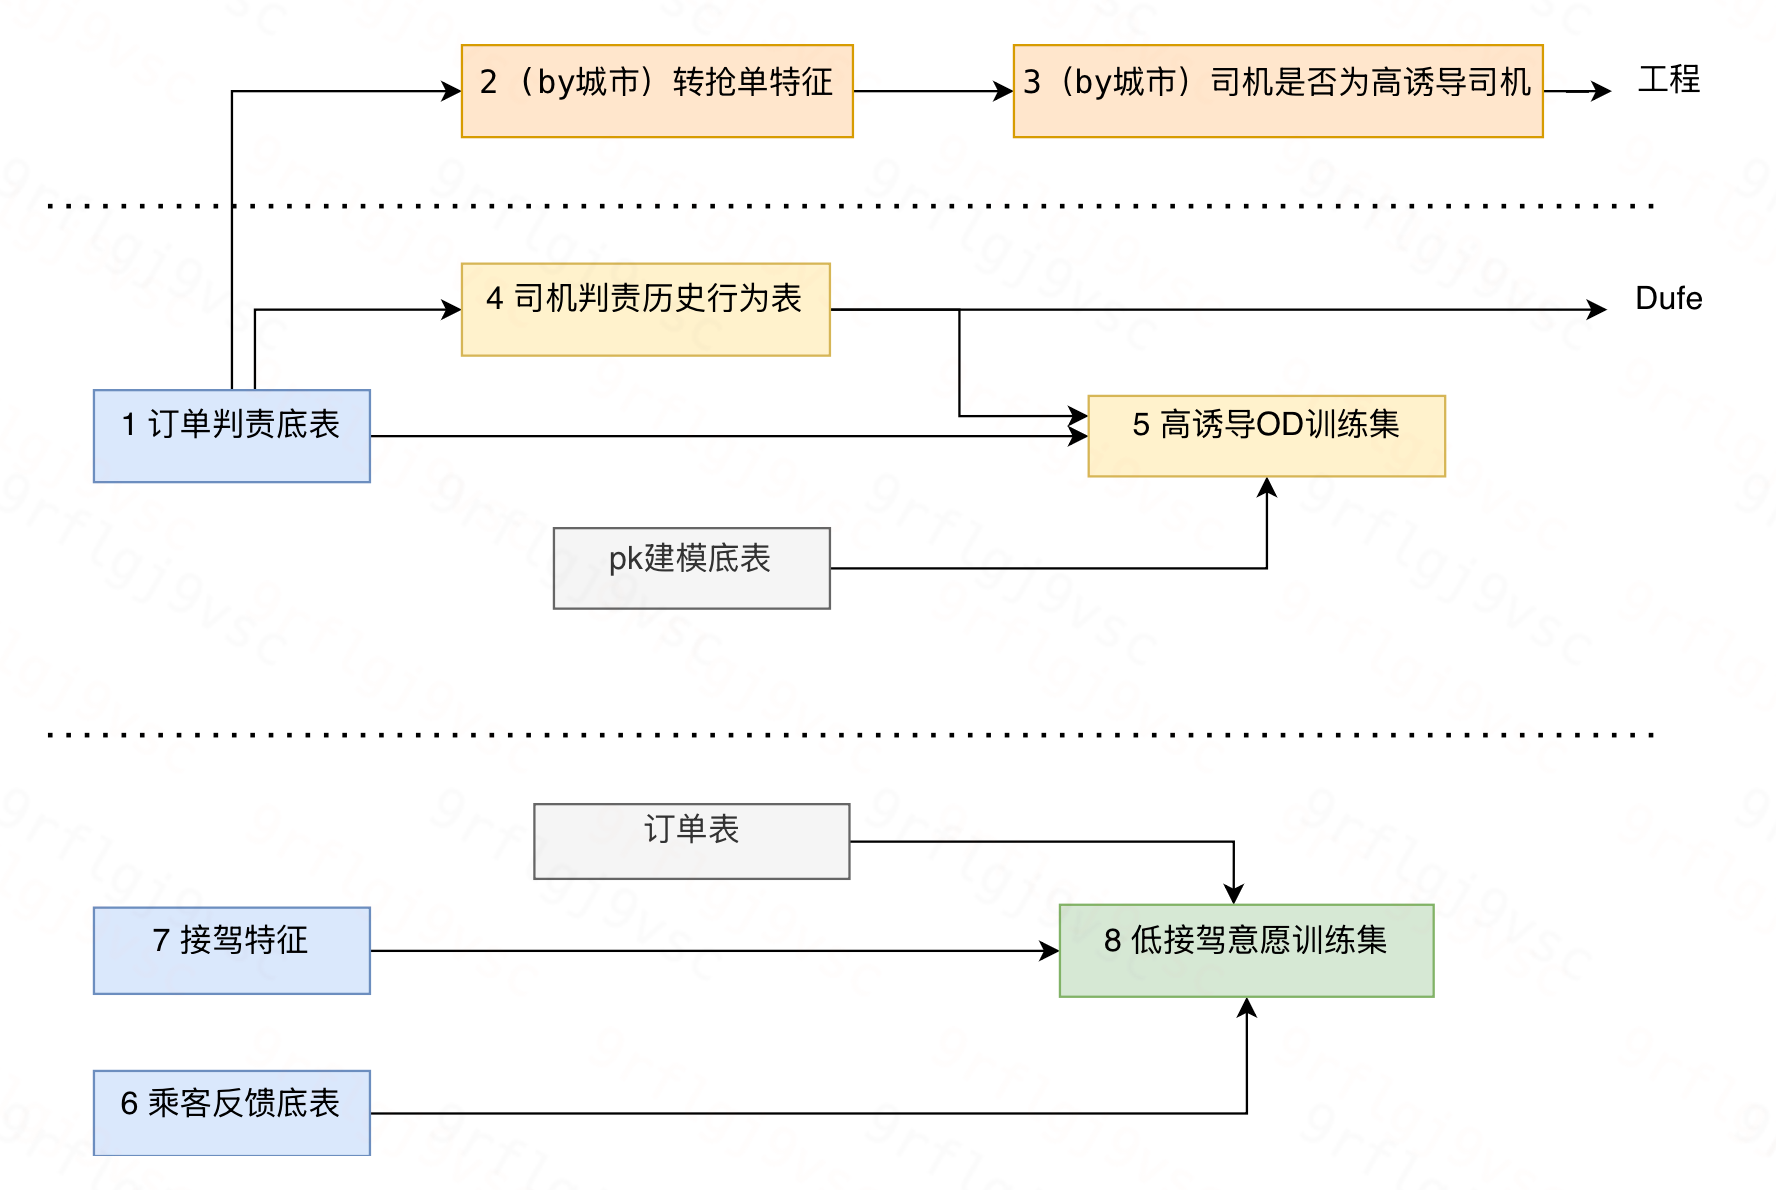 2（by城市）转抢单特征
3（by城市）司机是否为高诱导司机
工程
4 司机判责历史行为表
Dufe
1 订单判责底表
5 高诱导OD训练集
pk建模底表
订单表
7 接驾特征
8 低接驾意愿训练集
6 乘客反馈底表
9rflgj9vsc